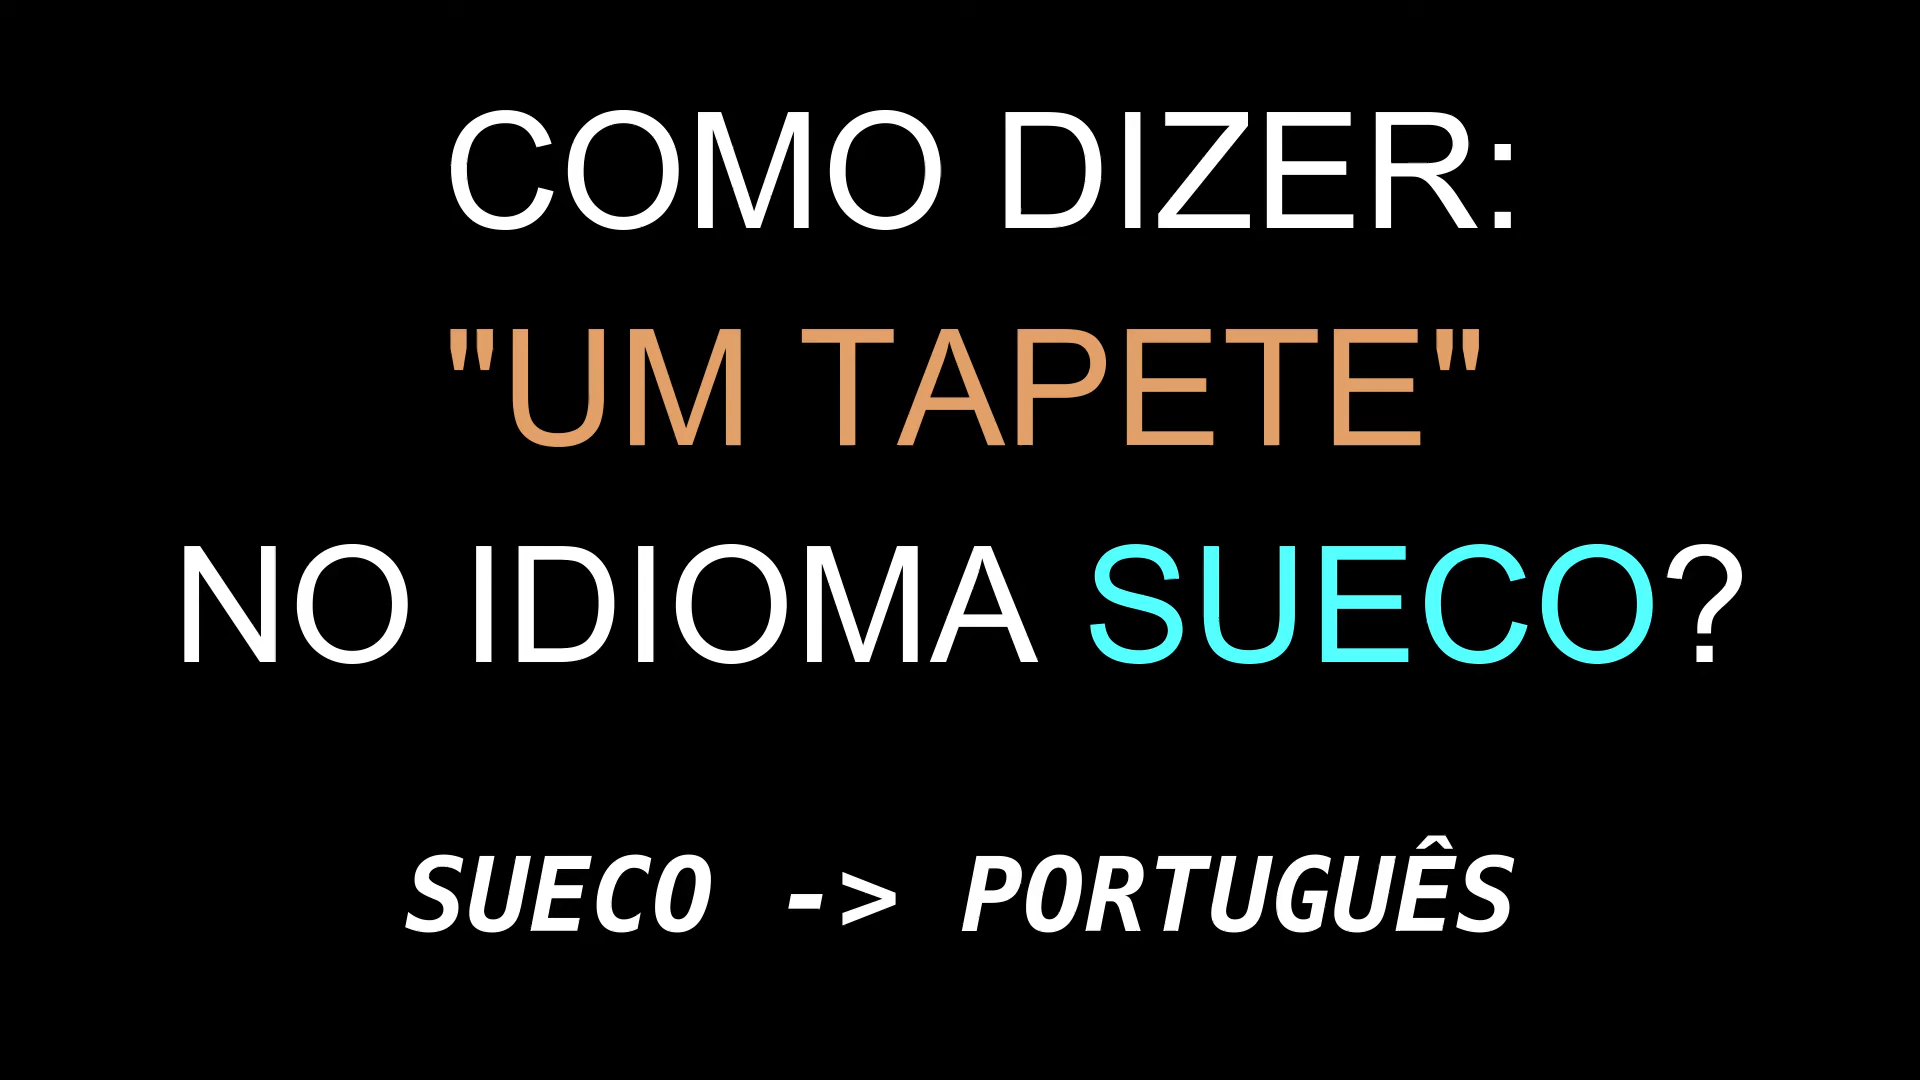 COMO DIZER:
"UM TAPETE"
NO IDIOMA SUECO?
SUECO -> PORTUGUÊS